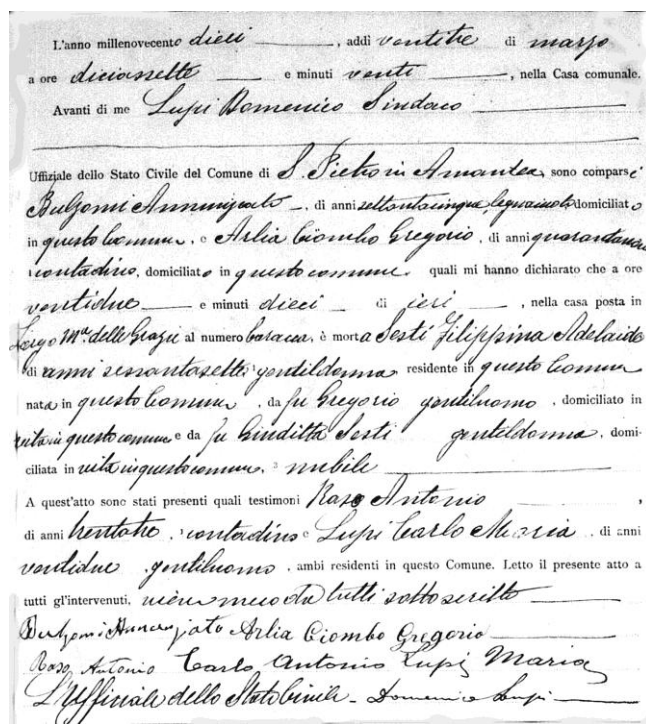 L'anno millenovecento dieci, addì ventitre di marzo
a ore diciassette e minuti venti, nella Casa comunale.
Avanti di me Lupi Domenico Sindaco
Uffiziale dello Stato Civile del Comune di S. Pietro in Amantea, sono comparsi
Bulzomi Annunziato, di anni settantacinque, legnaiuolo domiciliato
in questo Comune, e Arlia Ciombo Gregorio, di anni
contadino, domiciliato in questo comune, quali mi hanno dichiarato che a ore
ventidue e minuti dieci di ieri, nella casa posta in
Largo Ma. delle Grazie al numero baracca, è morta Sesti Filippina Adelaide
di anni sessantasette, gentildonna residente in questo Comune
nata in questo Comune, da fu Gregorio gentiluomo, domiciliato in
vita in questo comune e da fu Giuditta Sesti gentildonna, domi-
ciliata in vita in questo comune, nubile
A quest'atto sono stati presenti quali testimoni Raso Antonio,
di anni trentatre, contadino e Lupi Carlo Maria, di anni
ventidue gentiluomo, ambi residenti in questo Comune. Letto il presente atto a
tutti gl'intervenuti, viene meco da tutti sottoscritto
Bulzomi Annunziato Arlia Ciombo Gregorio
Raso Antonio Carlo Antonio Lupi Maria
L'Ufficiale dello Stato Civile - Domenico Lupi